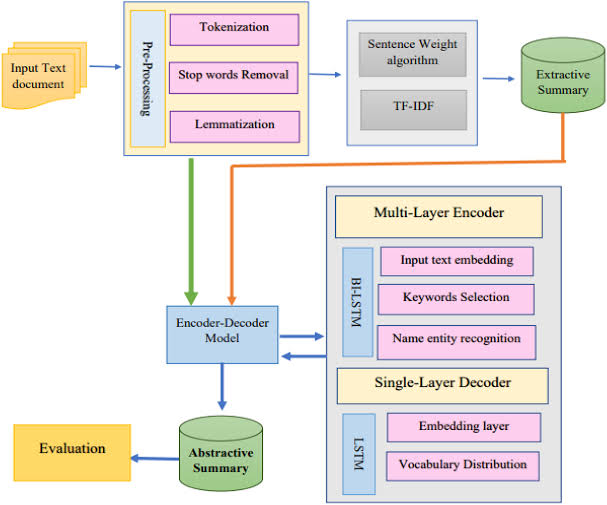 Input Text
document
Pre-Processing
Tokenization
Stop words Removal
Lemmatization
Sentence Weight
algorithm
TF-IDF
Extractive
Summary
Multi-Layer Encoder
BI-LSTM
Input text embedding
Keywords Selection
Name entity recognition
Encoder-Decoder
Model
Single-Layer Decoder
LSTM
Embedding layer
Vocabulary Distribution
Evaluation
Abstractive
Summary